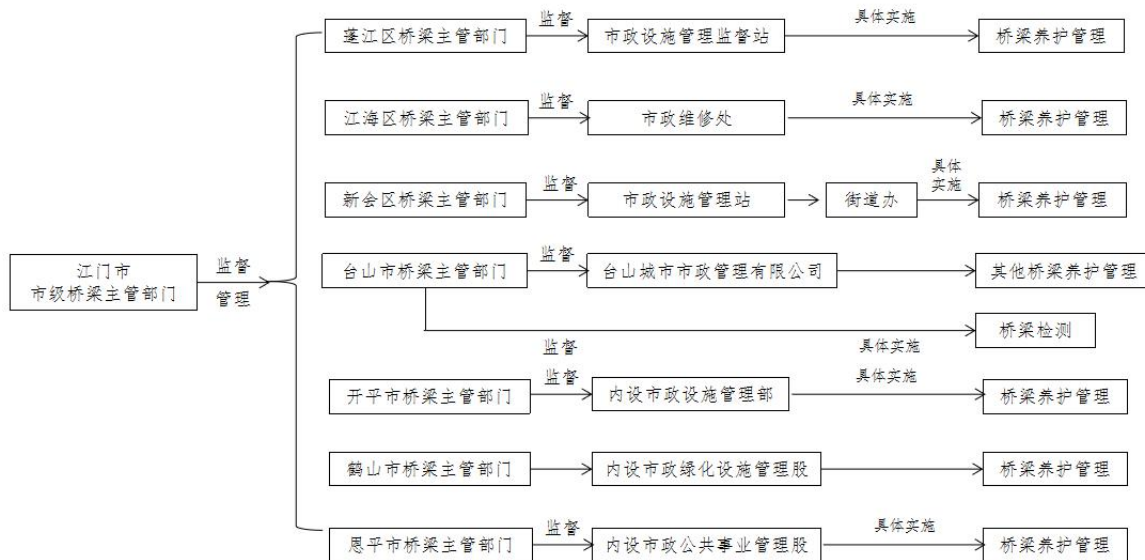 蓬江区桥梁主管部门
监督
市政设施管理监督站
具体实施
桥梁养护管理
江海区桥梁主管部门
监督
市政维修处
具体实施
桥梁养护管理
新会区桥梁主管部门
监督
市政设施管理站
街道办
具体
实施
桥梁养护管理
江门市
市级桥梁主管部门
监督
管理
台山市桥梁主管部门
监督
台山城市市政管理有限公司
其他桥梁养护管理
桥梁检测
监督
具体实施
开平市桥梁主管部门
监督
内设市政设施管理部
具体实施
桥梁养护管理
鹤山市桥梁主管部门
内设市政绿化设施管理股
桥梁养护管理
恩平市桥梁主管部门
监督
内设市政公共事业管理股
具体实施
桥梁养护管理